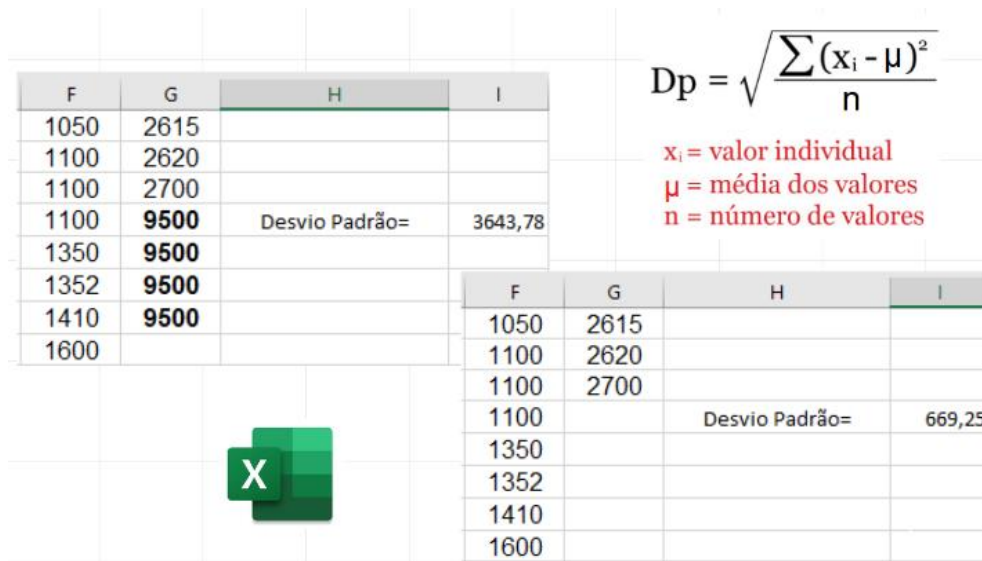 Dp = √ ∑(xᵢ - µ)² / n
xᵢ = valor individual
µ = média dos valores
n = número de valores
F G H I
1050 2615
1100 2620
1100 2700
1100 9500 Desvio Padrão= 3643,78
1350 9500
1352 9500
1410 9500
1600
F G H I
1050 2615
1100 2620
1100 2700
1100 Desvio Padrão= 669,25
1350
1352
1410
1600
X